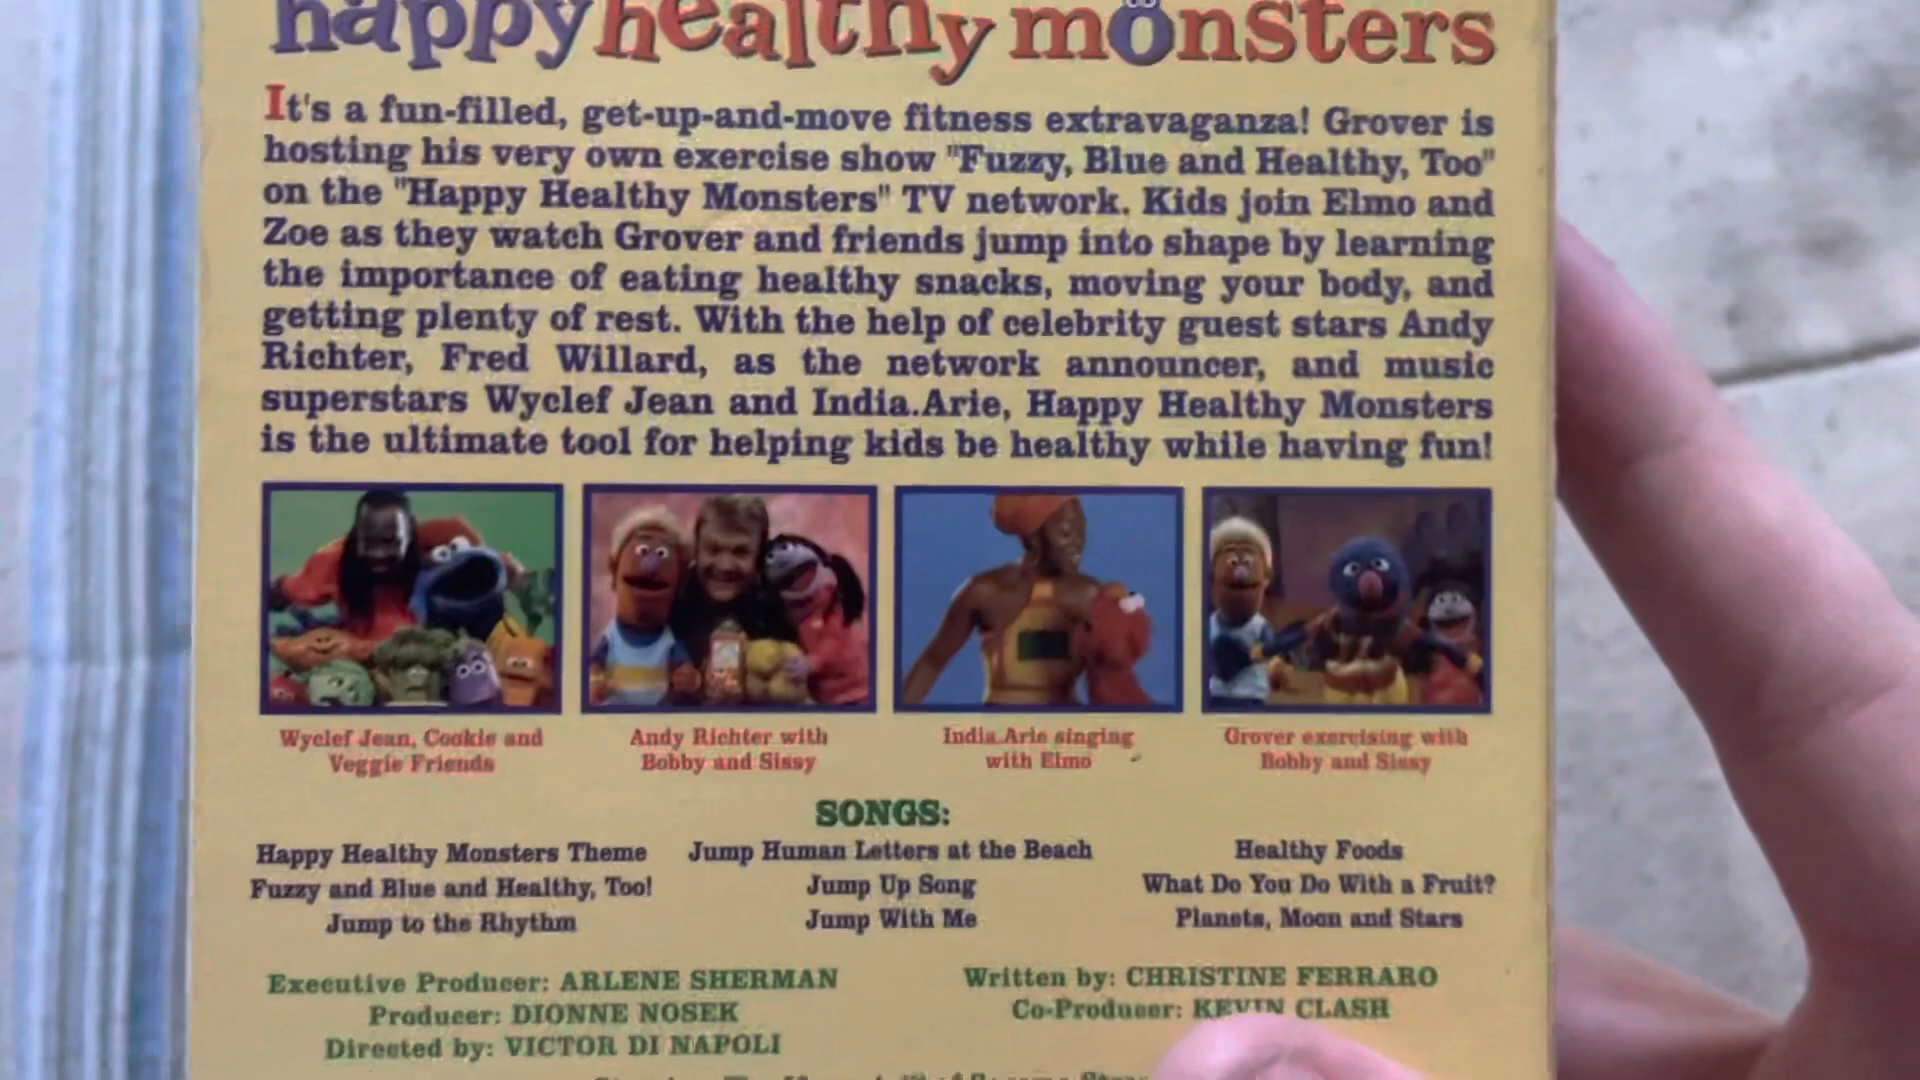 happy healthy monsters
It's a fun-filled, get-up-and-move fitness extravaganza! Grover is
hosting his very own exercise show "Fuzzy, Blue and Healthy, Too"
on the "Happy Healthy Monsters" TV network. Kids join Elmo and
Zoe as they watch Grover and friends jump into shape by learning
the importance of eating healthy snacks, moving your body, and
getting plenty of rest. With the help of celebrity guest stars Andy
Richter, Fred Willard, as the network announcer, and music
superstars Wyclef Jean and India.Arie, Happy Healthy Monsters
is the ultimate tool for helping kids be healthy while having fun!
Wyclef Jean, Cookie and
Veggie Friends
Andy Richter with
Bobby and Sissy
India.Arie singing
with Elmo
Grover exercising with
Bobby and Sissy
SONGS:
Happy Healthy Monsters Theme
Fuzzy and Blue and Healthy, Too!
Jump to the Rhythm
Jump Human Letters at the Beach
Jump Up Song
Jump With Me
Healthy Foods
What Do You Do With a Fruit?
Planets, Moon and Stars
Executive Producer: ARLENE SHERMAN
Producer: DIONNE NOSEK
Directed by: VICTOR DI NAPOLI
Written by: CHRISTINE FERRARO
Co-Producer: KEVIN CLASH